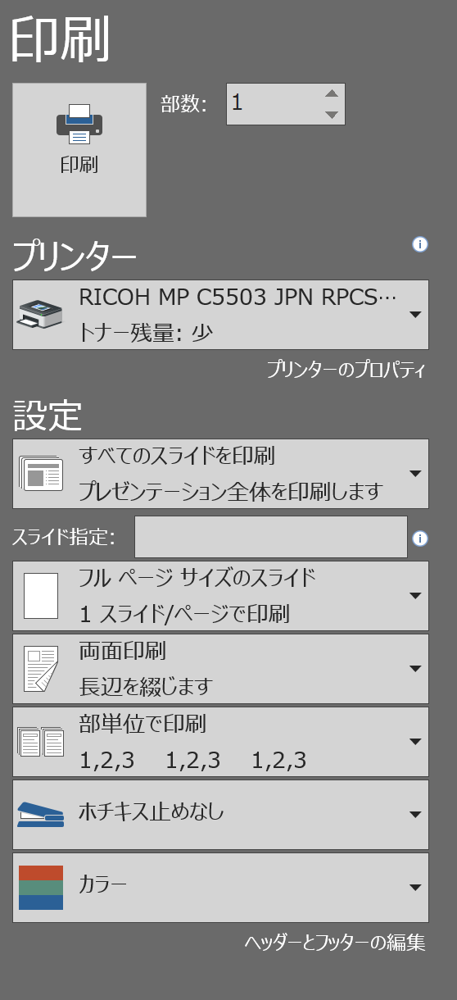 印刷
部数: 1
印刷
プリンター
RICOH MP C5503 JPN RPCS…
トナー残量: 少
プリンターのプロパティ
設定
すべてのスライドを印刷
プレゼンテーション全体を印刷します
スライド指定:
フル ページ サイズのスライド
1 スライド/ページで印刷
両面印刷
長辺を綴じます
部単位で印刷
1,2,3 1,2,3 1,2,3
ホチキス止めなし
カラー
ヘッダーとフッターの編集